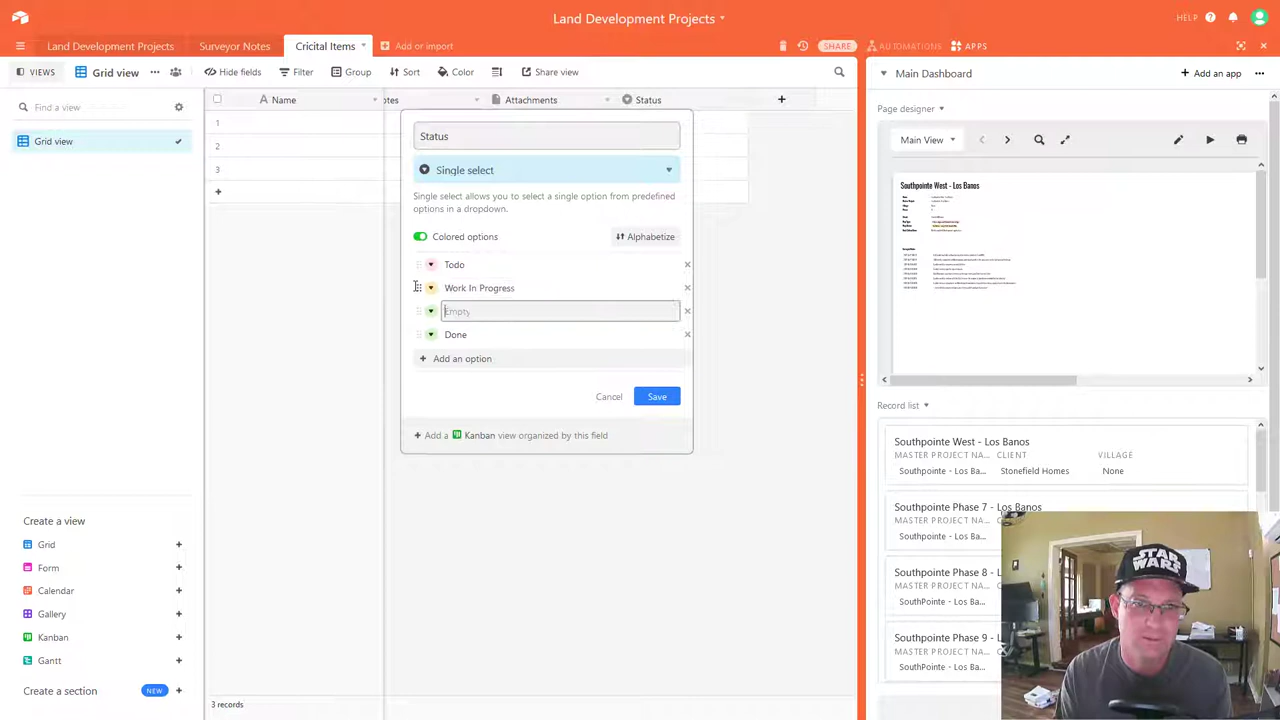 Land Development Projects
HELP
Land Development Projects
Surveyor Notes
Cricital Items
Add or import
SHARE
AUTOMATIONS
APPS
VIEWS
Grid view
Hide fields
Filter
Group
Sort
Color
Share view
Main Dashboard
Add an app
Find a view
Grid view
Name
otes
Attachments
Status
1
2
3
Status
Single select
Single select allows you to select a single option from predefined
options in a dropdown.
Colored options
Alphabetize
Todo
Work In Progress
Empty
Done
Add an option
Cancel
Save
Add a Kanban view organized by this field
Page designer
Main View
Southpointe West - Los Banos
Record list
Southpointe West - Los Banos
MASTER PROJECT NA... CLIENT VILLAGE
Southpointe - Los Ba... Stonefield Homes None
Southpointe Phase 7 - Los Banos
MASTER PROJECT NA...
Southpointe - Los Ba...
Southpointe Phase 8 - L
MASTER PROJECT NA...
SouthPointe - Los Ba...
Southpointe Phase 9 -
MASTER PROJECT NA...
SouthPointe - Los Ba...
Create a view
Grid
Form
Calendar
Gallery
Kanban
Gantt
Create a section
NEW
3 records
STAR
WARS